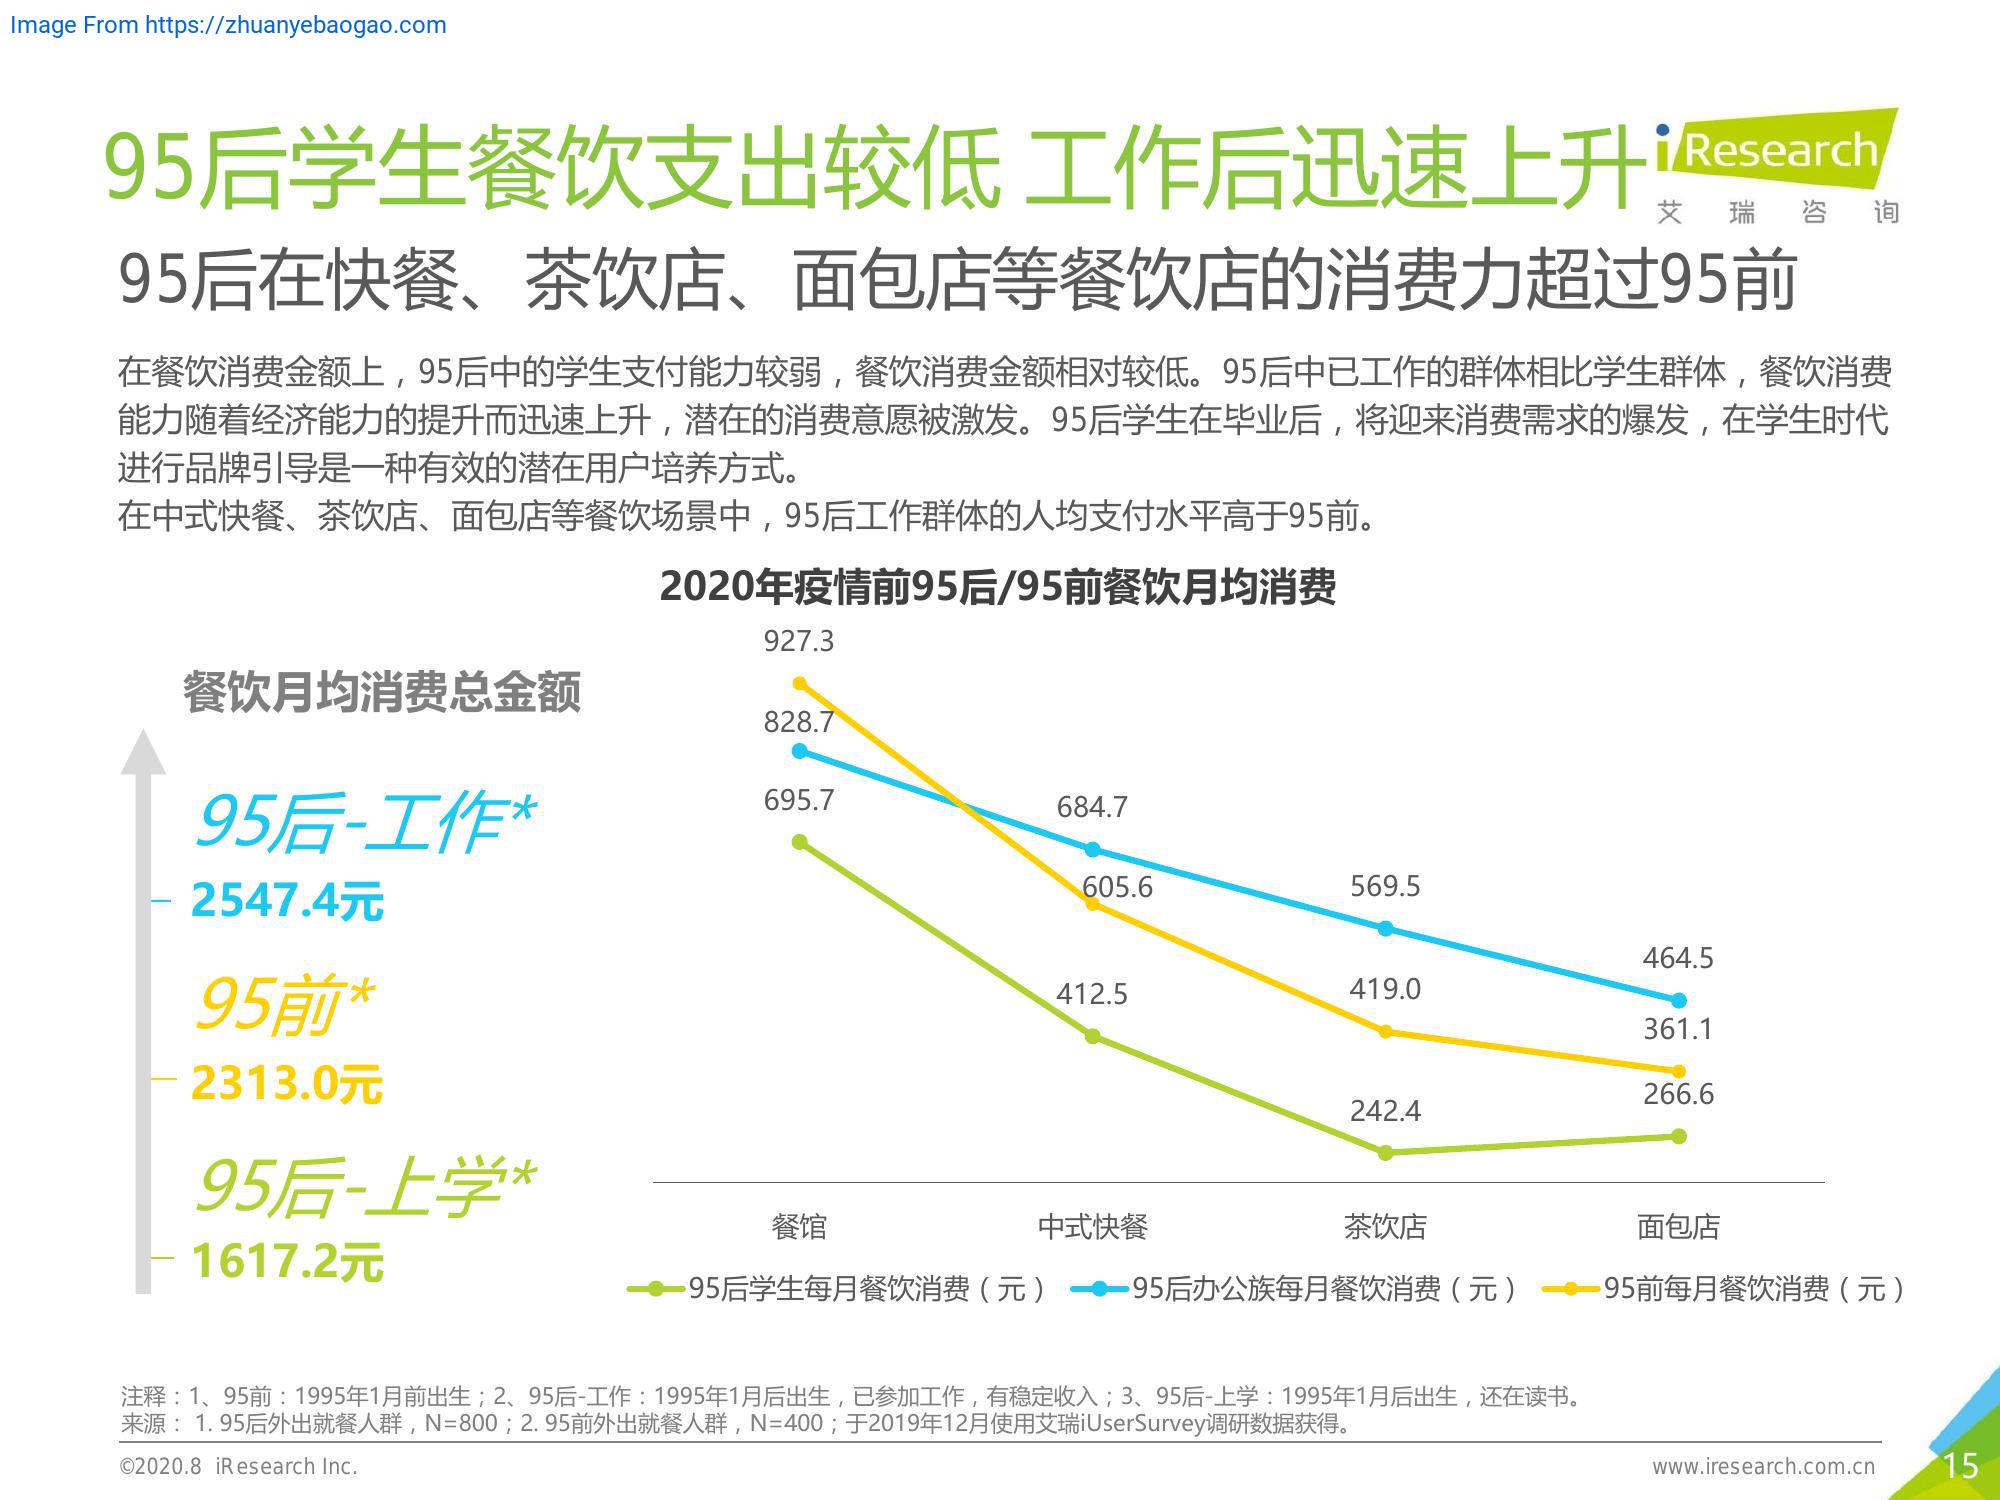 Image From https://zhuanyebaogao.com
95后学生餐饮支出较低 工作后迅速上升
iResearch
艾瑞咨询
95后在快餐、茶饮店、面包店等餐饮店的消费力超过95前
在餐饮消费金额上，95后中的学生支付能力较弱，餐饮消费金额相对较低。95后中已工作的群体相比学生群体，餐饮消费
能力随着经济能力的提升而迅速上升，潜在的消费意愿被激发。95后学生在毕业后，将迎来消费需求的爆发，在学生时代
进行品牌引导是一种有效的潜在用户培养方式。
在中式快餐、茶饮店、面包店等餐饮场景中，95后工作群体的人均支付水平高于95前。
2020年疫情前95后/95前餐饮月均消费
餐饮月均消费总金额
95后-工作*
2547.4元
95前*
2313.0元
95后-上学*
1617.2元
927.3
828.7
695.7
684.7
605.6
412.5
569.5
419.0
242.4
464.5
361.1
266.6
餐馆 中式快餐 茶饮店 面包店
95后学生每月餐饮消费（元） 95后办公族每月餐饮消费（元） 95前每月餐饮消费（元）
注释：1、95前：1995年1月前出生；2、95后-工作：1995年1月后出生，已参加工作，有稳定收入；3、95后-上学：1995年1月后出生，还在读书。
来源： 1. 95后外出就餐人群，N=800；2. 95前外出就餐人群，N=400；于2019年12月使用艾瑞iUserSurvey调研数据获得。
©2020.8 iResearch Inc.
www.iresearch.com.cn
15